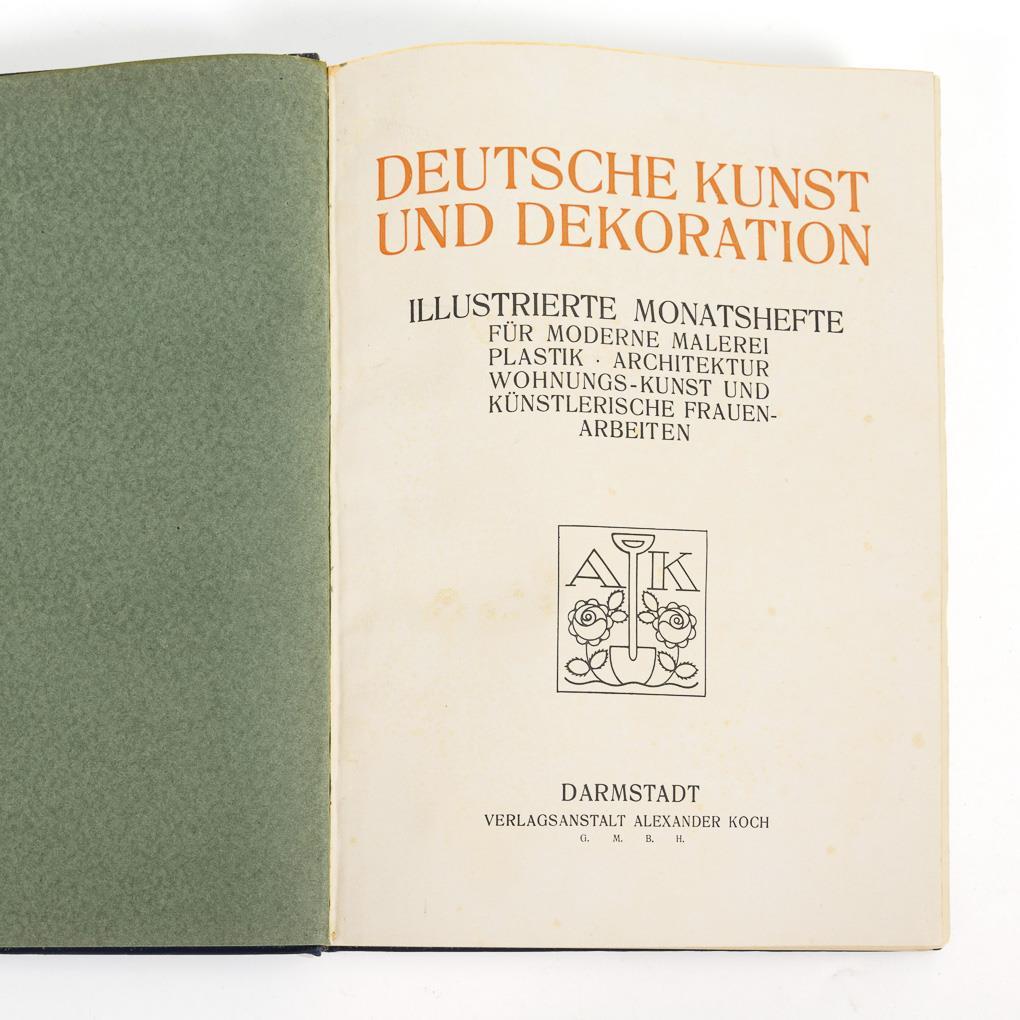 DEUTSCHE KUNST
UND DEKORATION
ILLUSTRIERTE MONATSHEFTE
FÜR MODERNE MALEREI
PLASTIK · ARCHITEKTUR
WOHNUNGS-KUNST UND
KÜNSTLERISCHE FRAUEN-
ARBEITEN
A K
DARMSTADT
VERLAGSANSTALT ALEXANDER KOCH
G. M. B. H.